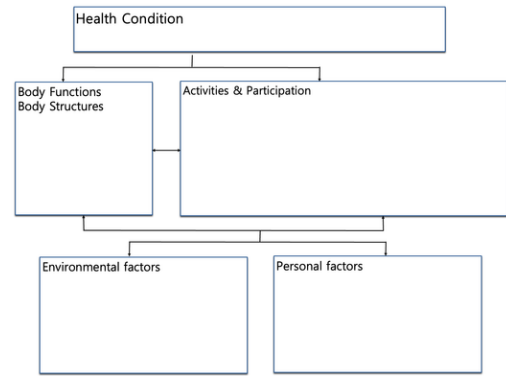 Health Condition
Body Functions
Body Structures
Activities & Participation
Environmental factors
Personal factors